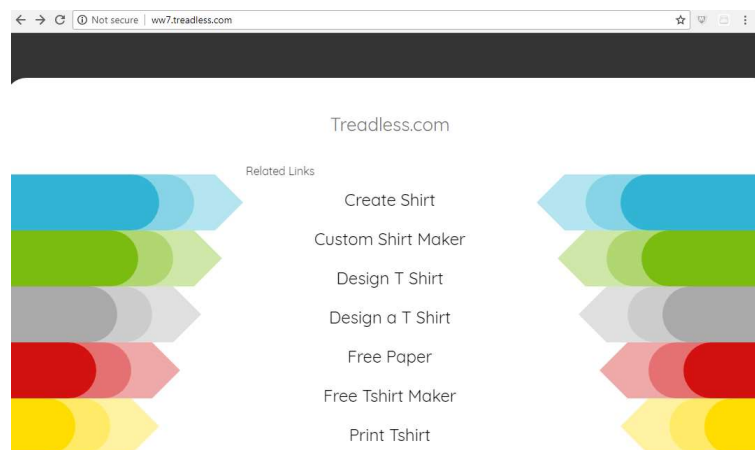 Not secure | ww7.treadless.com
Treadless.com
Related Links
Create Shirt
Custom Shirt Maker
Design T Shirt
Design a T Shirt
Free Paper
Free Tshirt Maker
Print Tshirt